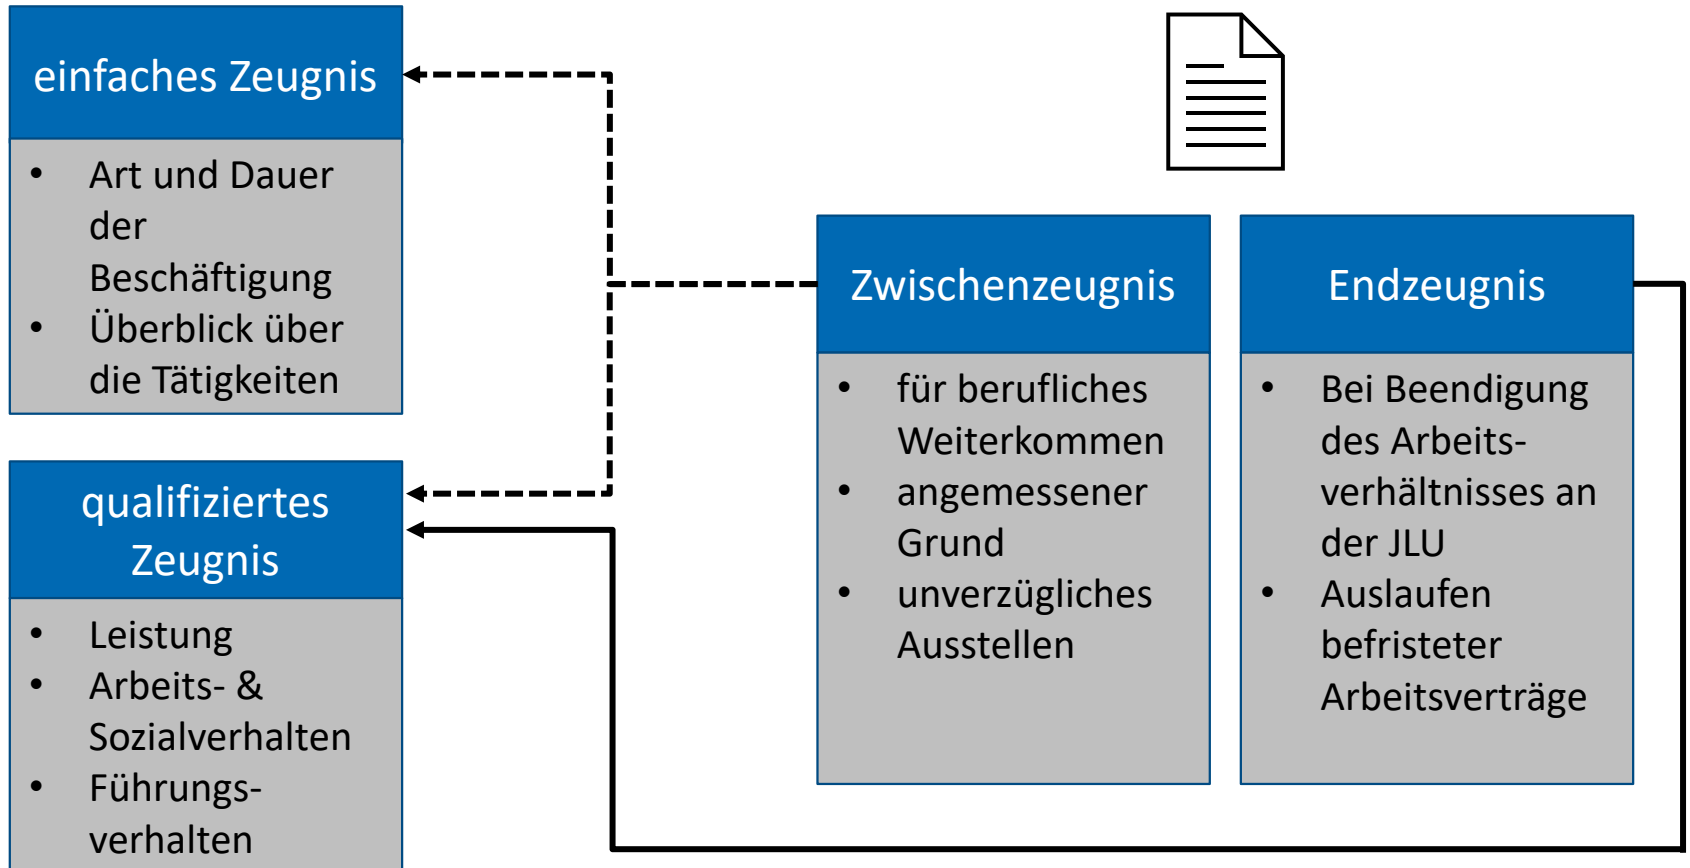 einfaches Zeugnis
• Art und Dauer
der
Beschäftigung
• Überblick über
die Tätigkeiten
qualifiziertes
Zeugnis
• Leistung
• Arbeits- &
Sozialverhalten
• Führungs-
verhalten
Zwischenzeugnis
• für berufliches
Weiterkommen
• angemessener
Grund
• unverzügliches
Ausstellen
Endzeugnis
• Bei Beendigung
des Arbeits-
verhältnisses an
der JLU
• Auslaufen
befristeter
Arbeitsverträge